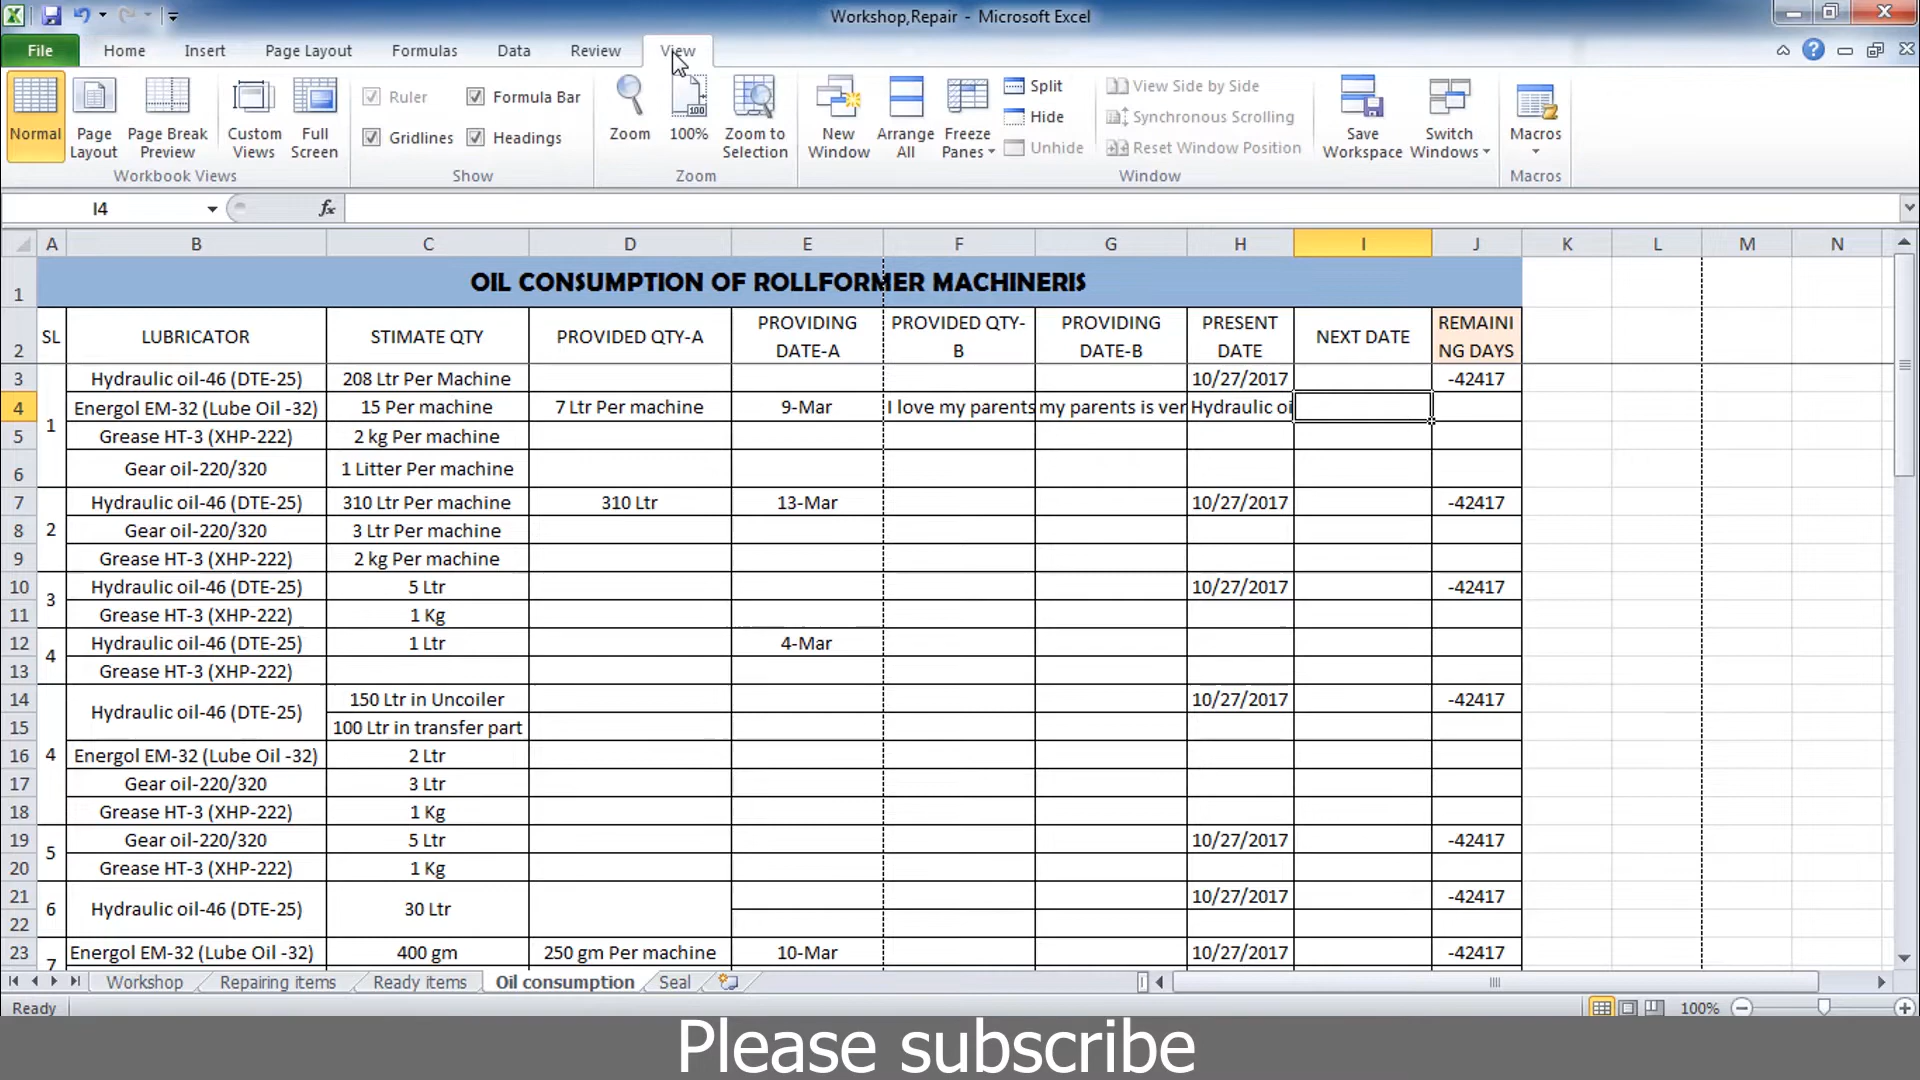 Workshop,Repair - Microsoft Excel
File Home Insert Page Layout Formulas Data Review View
Normal Page Layout Page Break Preview Custom Views Full Screen
Workbook Views
Ruler Formula Bar
Gridlines Headings
Show
Zoom 100% Zoom to Selection
Zoom
New Window Arrange All Freeze Panes
Split
Hide
Unhide
View Side by Side
Synchronous Scrolling
Reset Window Position
Window
Save Workspace Switch Windows
Macros
Macros
I4 fx
A B C D E F G H I J K L M N
1 OIL CONSUMPTION OF ROLLFORMER MACHINERIS
2 SL LUBRICATOR STIMATE QTY PROVIDED QTY-A PROVIDING DATE-A PROVIDED QTY-B PROVIDING DATE-B PRESENT DATE NEXT DATE REMAINI NG DAYS
3 Hydraulic oil-46 (DTE-25) 208 Ltr Per Machine 10/27/2017 -42417
4 1 Energol EM-32 (Lube Oil -32) 15 Per machine 7 Ltr Per machine 9-Mar I love my parents my parents is ver Hydraulic oi
5 Grease HT-3 (XHP-222) 2 kg Per machine
6 Gear oil-220/320 1 Litter Per machine
7 Hydraulic oil-46 (DTE-25) 310 Ltr Per machine 310 Ltr 13-Mar 10/27/2017 -42417
8 2 Gear oil-220/320 3 Ltr Per machine
9 Grease HT-3 (XHP-222) 2 kg Per machine
10 3 Hydraulic oil-46 (DTE-25) 5 Ltr 10/27/2017 -42417
11 Grease HT-3 (XHP-222) 1 Kg
12 4 Hydraulic oil-46 (DTE-25) 1 Ltr 4-Mar
13 Grease HT-3 (XHP-222)
14 Hydraulic oil-46 (DTE-25) 150 Ltr in Uncoiler 10/27/2017 -42417
15 100 Ltr in transfer part
16 4 Energol EM-32 (Lube Oil -32) 2 Ltr
17 Gear oil-220/320 3 Ltr
18 Grease HT-3 (XHP-222) 1 Kg
19 5 Gear oil-220/320 5 Ltr 10/27/2017 -42417
20 Grease HT-3 (XHP-222) 1 Kg
21 6 Hydraulic oil-46 (DTE-25) 30 Ltr 10/27/2017 -42417
22
23 7 Energol EM-32 (Lube Oil -32) 400 gm 250 gm Per machine 10-Mar 10/27/2017 -42417
Workshop Repairing items Ready items Oil consumption Seal
Ready 100%
Please subscribe